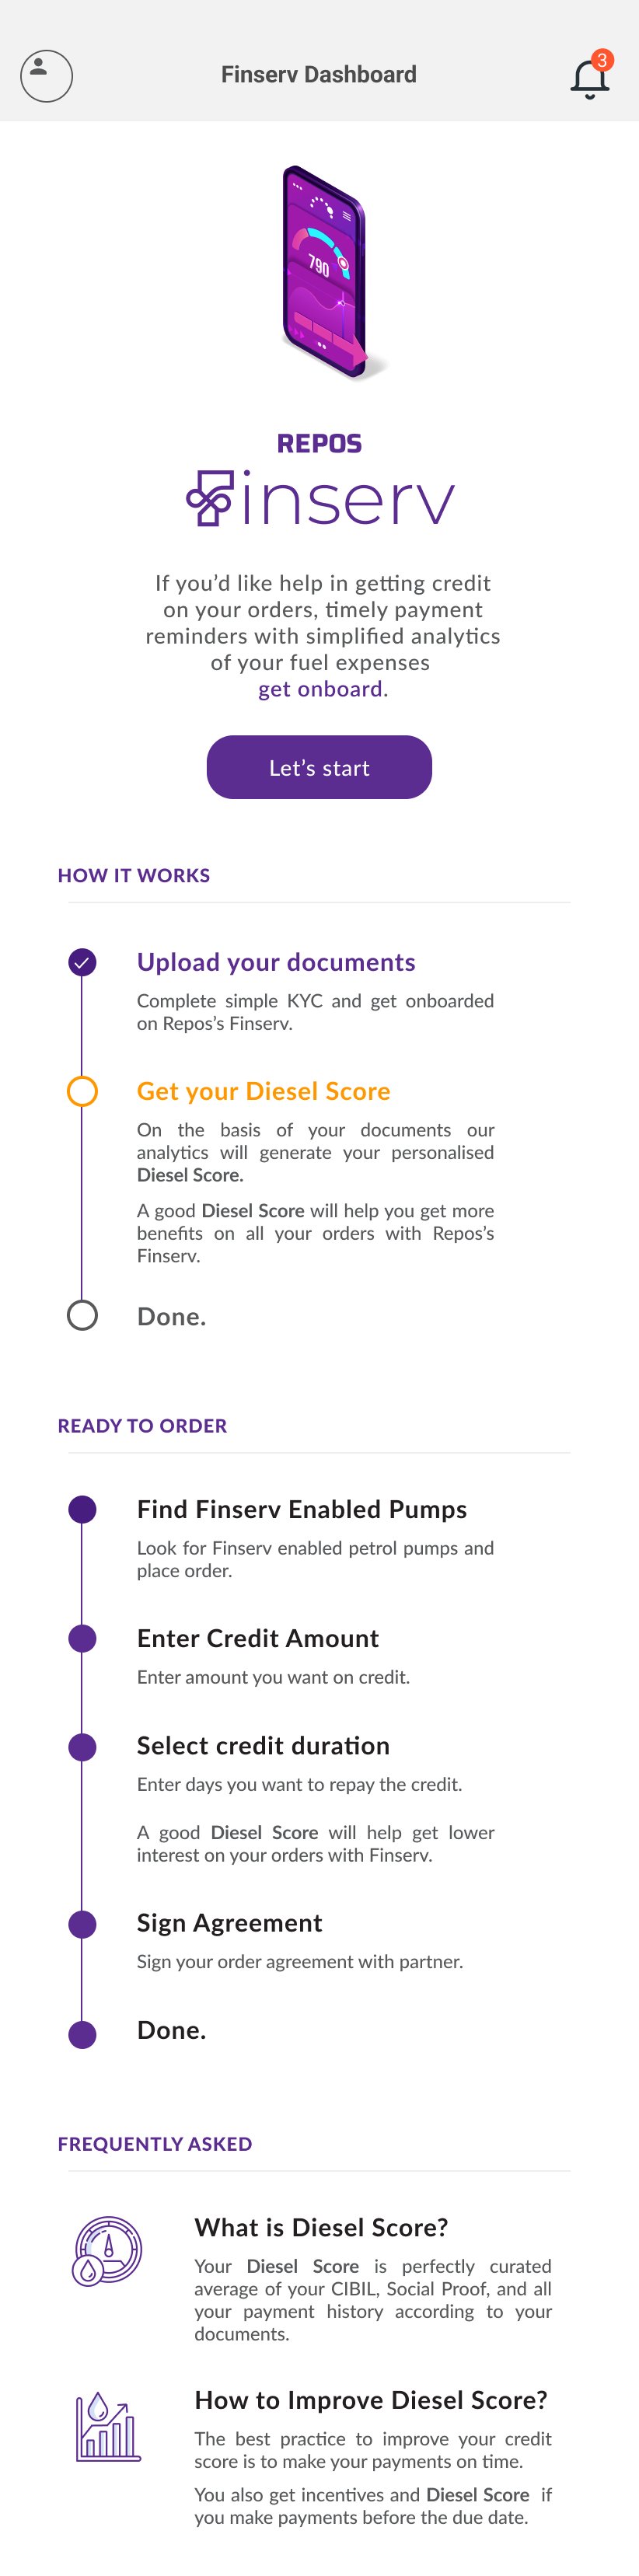 Finserv Dashboard
3
790
REPOS
Finserv
If you’d like help in getting credit
on your orders, timely payment
reminders with simplified analytics
of your fuel expenses
get onboard.
Let’s start
HOW IT WORKS
Upload your documents
Complete simple KYC and get onboarded
on Repos’s Finserv.
Get your Diesel Score
On the basis of your documents our
analytics will generate your personalised
Diesel Score.
A good Diesel Score will help you get more
benefits on all your orders with Repos’s
Finserv.
Done.
READY TO ORDER
Find Finserv Enabled Pumps
Look for Finserv enabled petrol pumps and
place order.
Enter Credit Amount
Enter amount you want on credit.
Select credit duration
Enter days you want to repay the credit.
A good Diesel Score will help get lower
interest on your orders with Finserv.
Sign Agreement
Sign your order agreement with partner.
Done.
FREQUENTLY ASKED
What is Diesel Score?
Your Diesel Score is perfectly curated
average of your CIBIL, Social Proof, and all
your payment history according to your
documents.
How to Improve Diesel Score?
The best practice to improve your credit
score is to make your payments on time.
You also get incentives and Diesel Score if
you make payments before the due date.